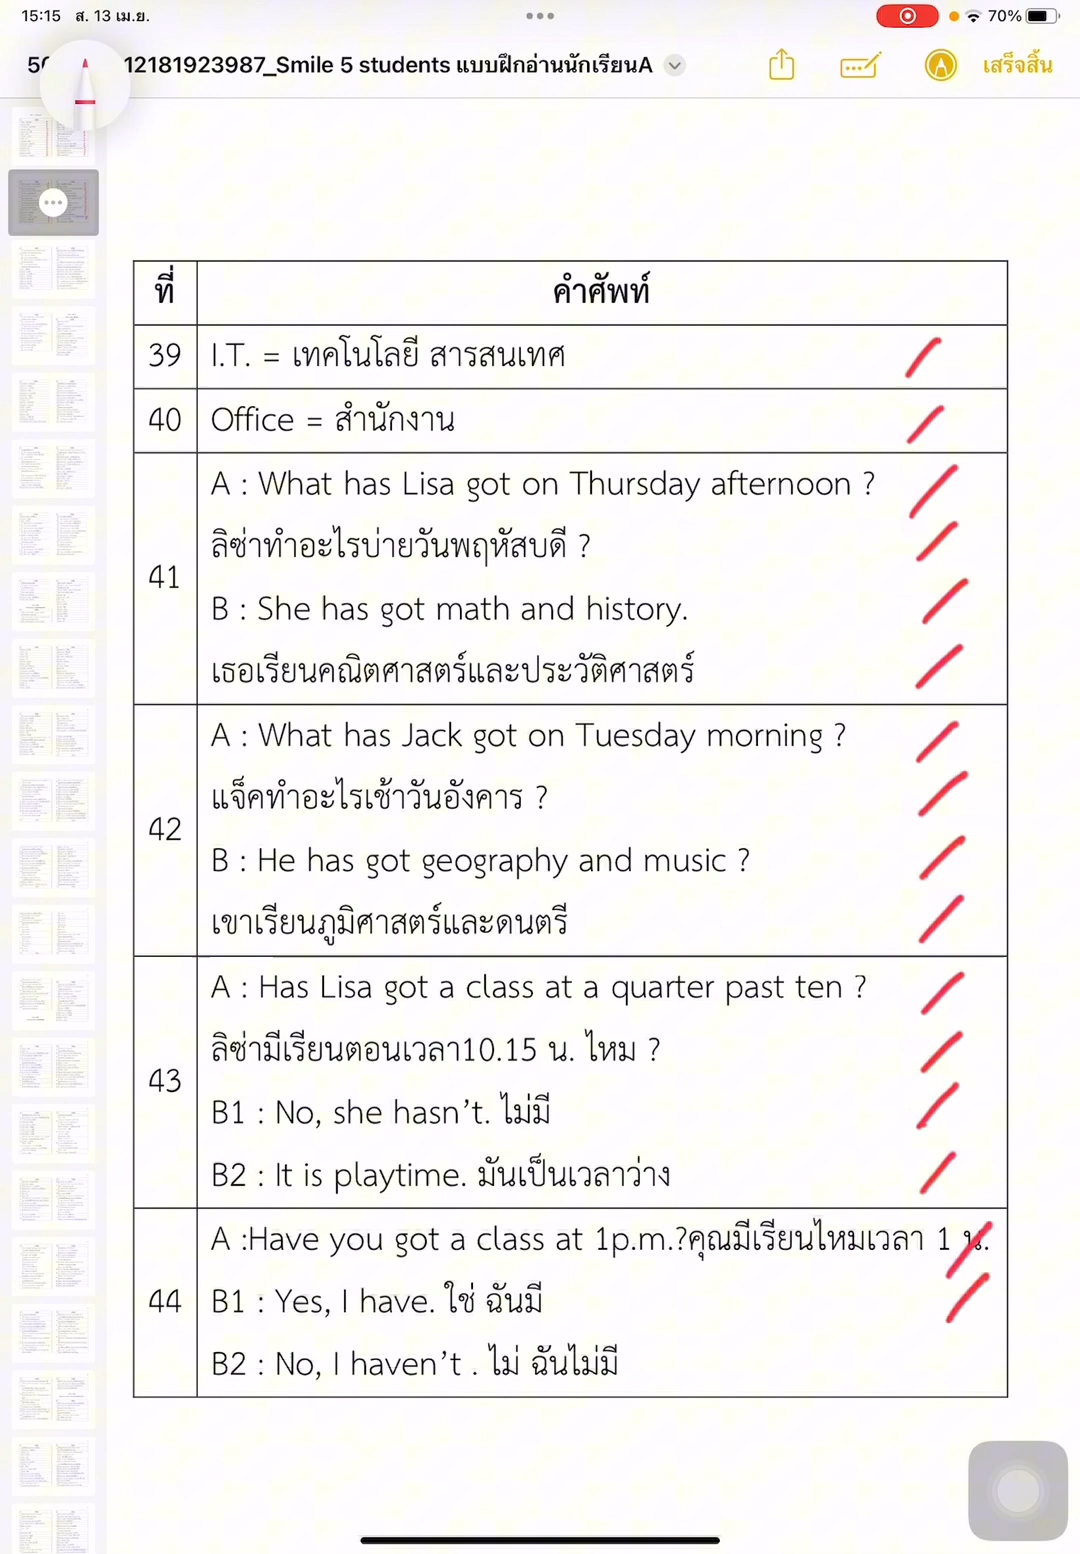 15:15 ส. 13 เม.ย.
70%
12181923987_Smile 5 students แบบฝึกอ่านนักเรียนA
เสร็จสิ้น
ที่ คำศัพท์
39 I.T. = เทคโนโลยี สารสนเทศ
40 Office = สำนักงาน
41
A : What has Lisa got on Thursday afternoon ?
ลิซ่าทำอะไรบ่ายวันพฤหัสบดี ?
B : She has got math and history.
เธอเรียนคณิตศาสตร์และประวัติศาสตร์
42
A : What has Jack got on Tuesday morning ?
แจ็คทำอะไรเช้าวันอังคาร ?
B : He has got geography and music ?
เขาเรียนภูมิศาสตร์และดนตรี
43
A : Has Lisa got a class at a quarter past ten ?
ลิซ่ามีเรียนตอนเวลา10.15 น. ไหม ?
B1 : No, she hasn't. ไม่มี
B2 : It is playtime. มันเป็นเวลาว่าง
44
A :Have you got a class at 1p.m.?คุณมีเรียนไหมเวลา 1 น.
B1 : Yes, I have. ใช่ ฉันมี
B2 : No, I haven't . ไม่ ฉันไม่มี